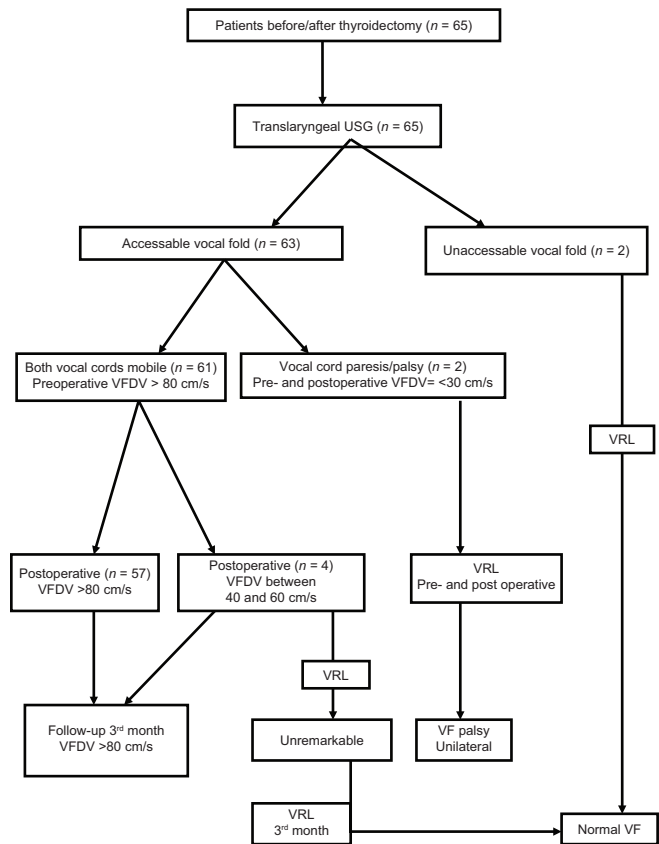 Patients before/after thyroidectomy (n = 65)
Translaryngeal USG (n = 65)
Accessable vocal fold (n = 63)
Unaccessable vocal fold (n = 2)
Both vocal cords mobile (n = 61)
Preoperative VFDV > 80 cm/s
Vocal cord paresis/palsy (n = 2)
Pre- and postoperative VFDV= <30 cm/s
VRL
Postoperative (n = 57)
VFDV >80 cm/s
Postoperative (n = 4)
VFDV between
40 and 60 cm/s
VRL
Pre- and post operative
VRL
Follow-up 3rd month
VFDV >80 cm/s
Unremarkable
VF palsy
Unilateral
VRL
3rd month
Normal VF